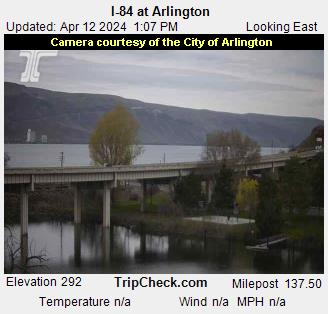 I-84 at Arlington
Updated: Apr 12 2024 1:07 PM Looking East
Camera courtesy of the City of Arlington
Elevation 292 TripCheck.com Milepost 137.50
Temperature n/a Wind n/a MPH n/a